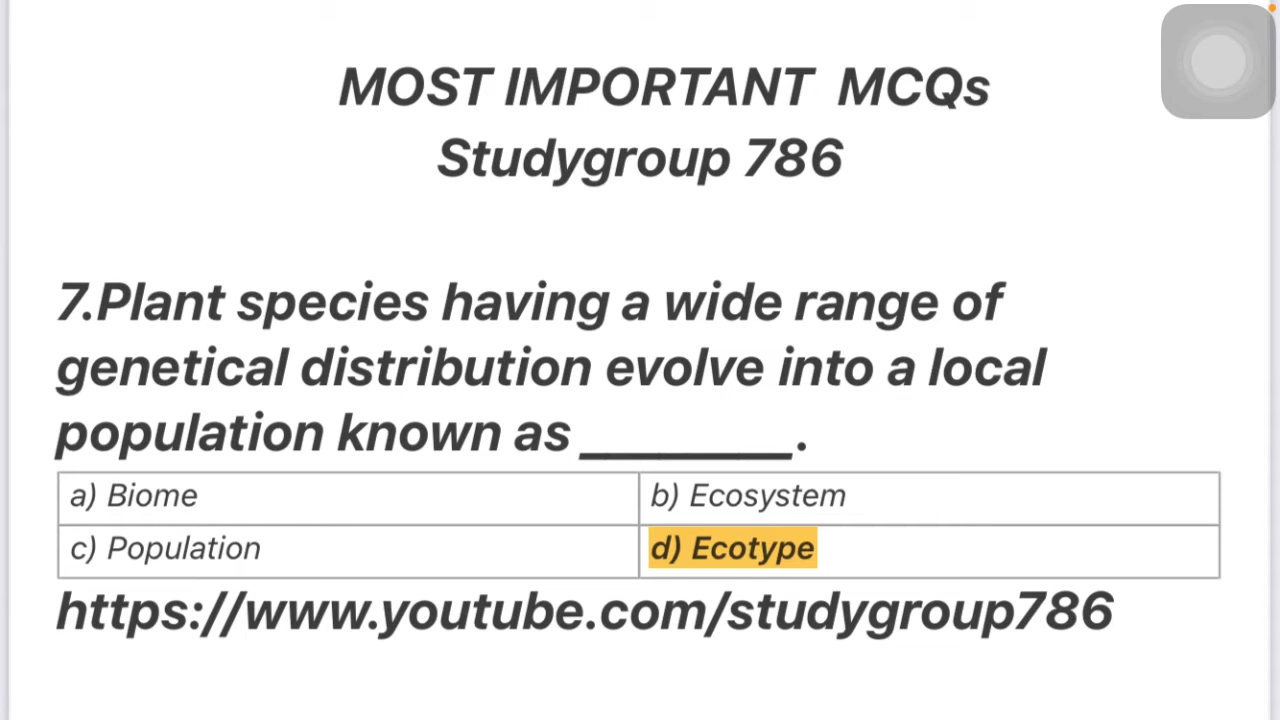 MOST IMPORTANT MCQs
Studygroup 786
7.Plant species having a wide range of
genetical distribution evolve into a local
population known as ________.
a) Biome
b) Ecosystem
c) Population
d) Ecotype
https://www.youtube.com/studygroup786